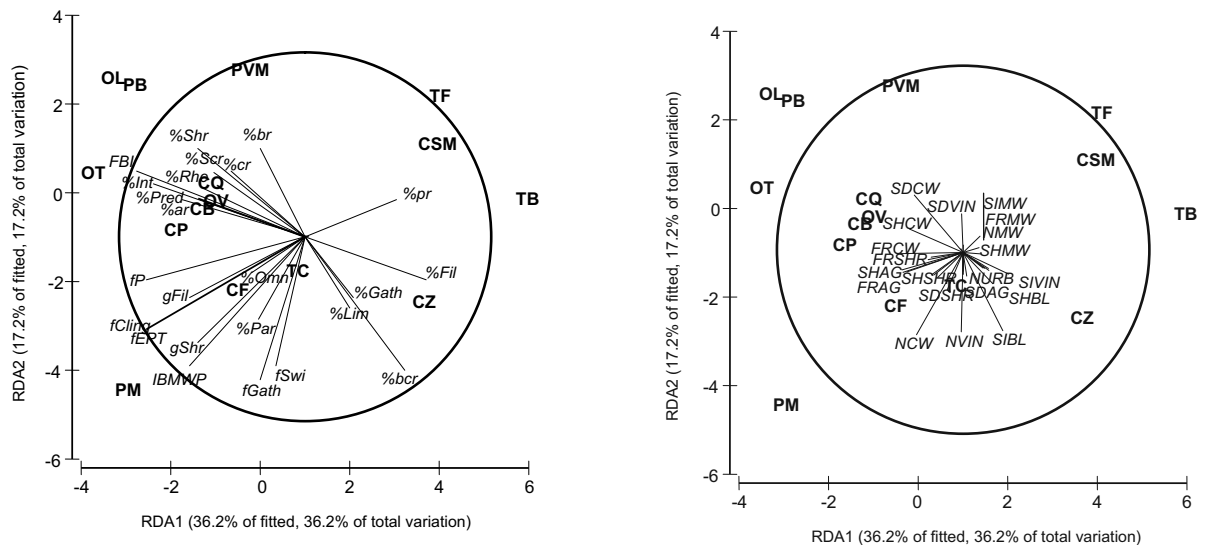 4
2
0
-2
-4
-6
-4
-2
0
2
4
6
RDA2 (17.2% of fitted, 17.2% of total variation)
RDA1 (36.2% of fitted, 36.2% of total variation)
OL PB
PVM
TF
CSM
%Shr
%br
%Scr
%cr
OT
FBI
%Rhe
%Int
CQ
%Pred
OV
%ar
CB
%pr
TB
CP
fP
%Omn
TC
%Fil
gFil
CF
%Gath
CZ
%Lim
fCling
fEPT
%Par
gShr
IBMWP
PM
fGath
fSwi
%bcr
4
2
0
-2
-4
-6
-4
-2
0
2
4
6
RDA2 (17.2% of fitted, 17.2% of total variation)
RDA1 (36.2% of fitted, 36.2% of total variation)
OL PB
PVM
TF
CSM
OT
SDCW
CQ
SDVIN
SIMW
OV
FRMW
TB
CB
SHCW
NMW
CP
FRCW
SHMW
FRSHR
SHAG
SHSHR
NURB
SIVIN
FRAG
TC
SDSHR
SDAG
SHBL
CF
CZ
NCW
NVIN
SIBL
PM